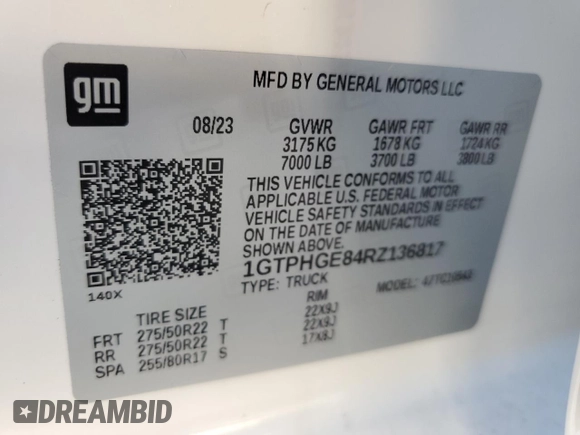 gm
MFD BY GENERAL MOTORS LLC
08/23 GVWR GAWR FRT GAWR RR
3175 KG 1678 KG 1724 KG
7000 LB 3700 LB 3800 LB
THIS VEHICLE CONFORMS TO ALL
APPLICABLE U.S. FEDERAL MOTOR
VEHICLE SAFETY STANDARDS IN EFFECT
ON THE DATE OF MANUFACTURE
SHOWN ABOVE.
1GTPHGE84RZ136817
140X
TYPE: TRUCK MODEL:
TIRE SIZE RIM
FRT 275/50R22 T 22X9J
RR 275/50R22 T 22X9J
SPA 255/80R17 S 17X8J
DREAMBID